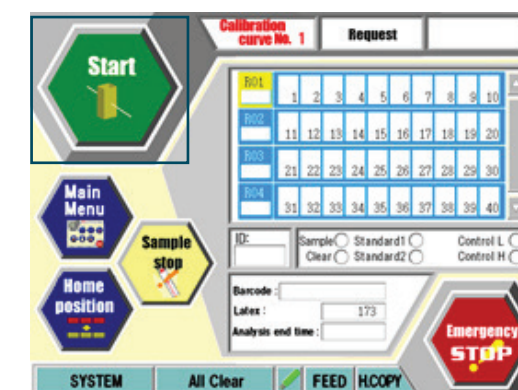 Calibration
curve No. 1
Request
Start
R01
1 2 3 4 5 6 7 8 9 10
R02
11 12 13 14 15 16 17 18 19 20
R03
21 22 23 24 25 26 27 28 29 30
R04
31 32 33 34 35 36 37 38 39 40
Main
Menu
Sample
stop
Home
position
ID:
Sample Standard1 Control L
Clear Standard2 Control H
Barcode :
Latex : 173
Analysis end time :
Emergency
STOP
SYSTEM All Clear FEED H.COPY